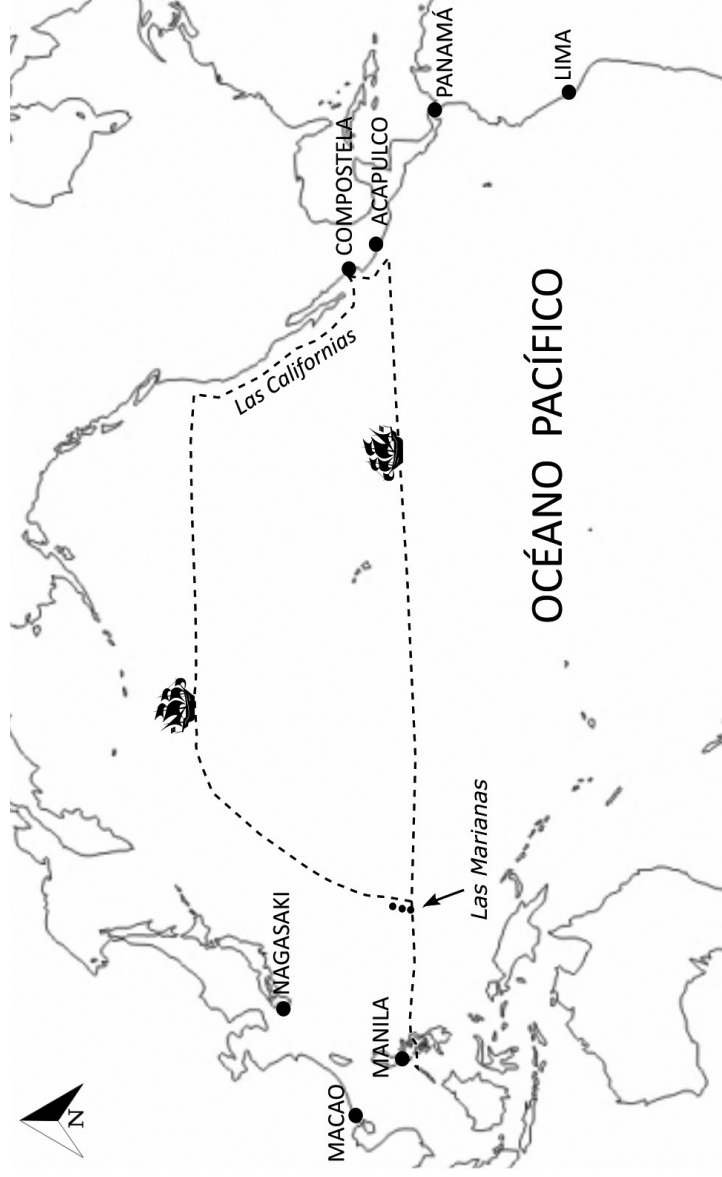 N
MACAO
NAGASAKI
MANILA
Las Marianas
OCÉANO PACÍFICO
Las Californias
COMPOSTELA
ACAPULCO
PANAMÁ
LIMA